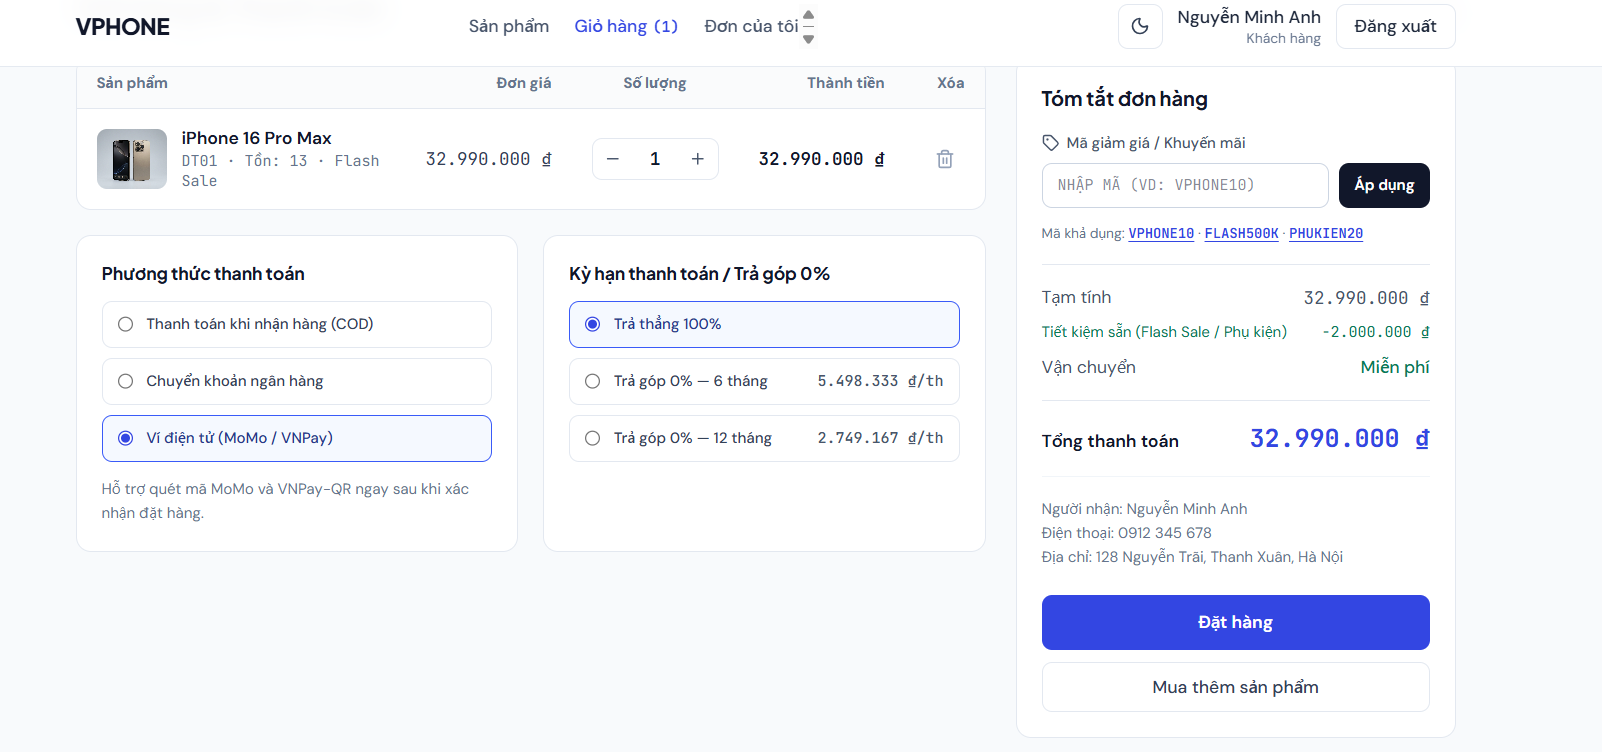 VPHONE
Sản phẩm
Giỏ hàng (1)
Đơn của tôi
Nguyễn Minh Anh
Khách hàng
Đăng xuất
Sản phẩm Đơn giá Số lượng Thành tiền Xóa
iPhone 16 Pro Max
DT01 · Tồn: 13 · Flash
Sale
32.990.000 ₫
− 1 +
32.990.000 ₫
Phương thức thanh toán
Thanh toán khi nhận hàng (COD)
Chuyển khoản ngân hàng
Ví điện tử (MoMo / VNPay)
Hỗ trợ quét mã MoMo và VNPay-QR ngay sau khi xác
nhận đặt hàng.
Kỳ hạn thanh toán / Trả góp 0%
Trả thẳng 100%
Trả góp 0% — 6 tháng 5.498.333 ₫/th
Trả góp 0% — 12 tháng 2.749.167 ₫/th
Tóm tắt đơn hàng
Mã giảm giá / Khuyến mãi
NHẬP MÃ (VD: VPHONE10)
Áp dụng
Mã khả dụng: VPHONE10 · FLASH500K · PHUKIEN20
Tạm tính 32.990.000 ₫
Tiết kiệm sẵn (Flash Sale / Phụ kiện) -2.000.000 ₫
Vận chuyển Miễn phí
Tổng thanh toán 32.990.000 ₫
Người nhận: Nguyễn Minh Anh
Điện thoại: 0912 345 678
Địa chỉ: 128 Nguyễn Trãi, Thanh Xuân, Hà Nội
Đặt hàng
Mua thêm sản phẩm